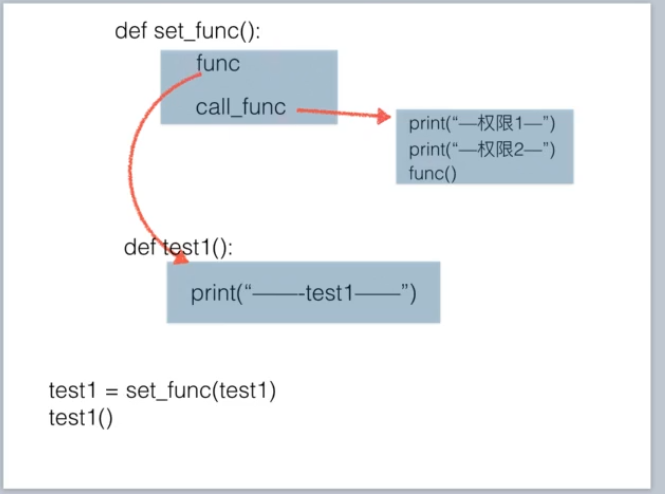 def set_func():
func
call_func
print(“—权限1—”)
print(“—权限2—”)
func()
def test1():
print(“——-test1——”)
test1 = set_func(test1)
test1()